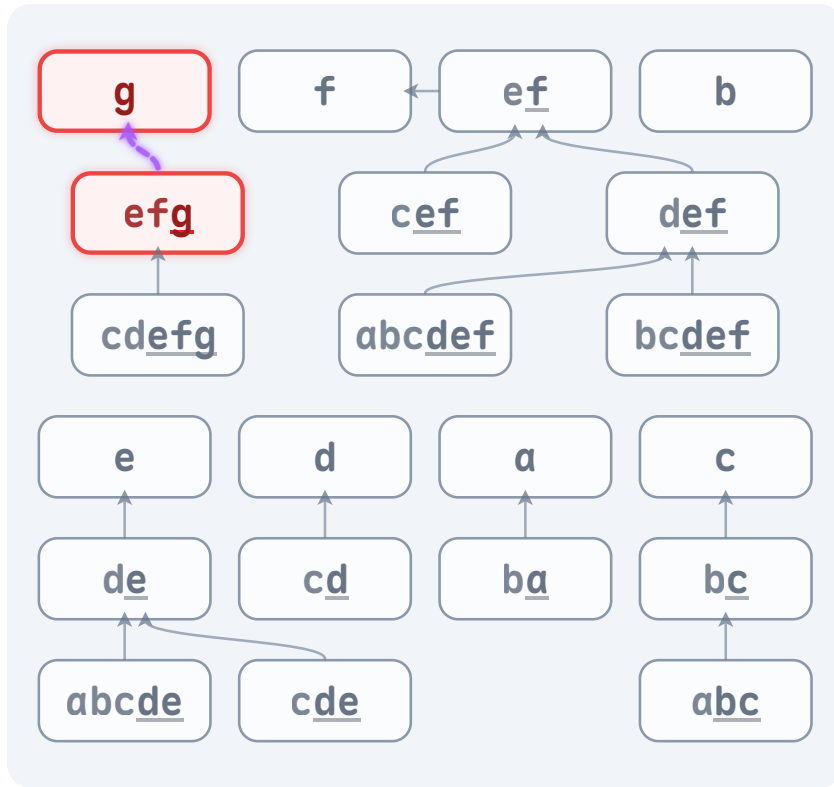 g f ef b
efg cef def
cdefg abcdef bcdef
e d a c
de cd ba bc
abcde cde abc